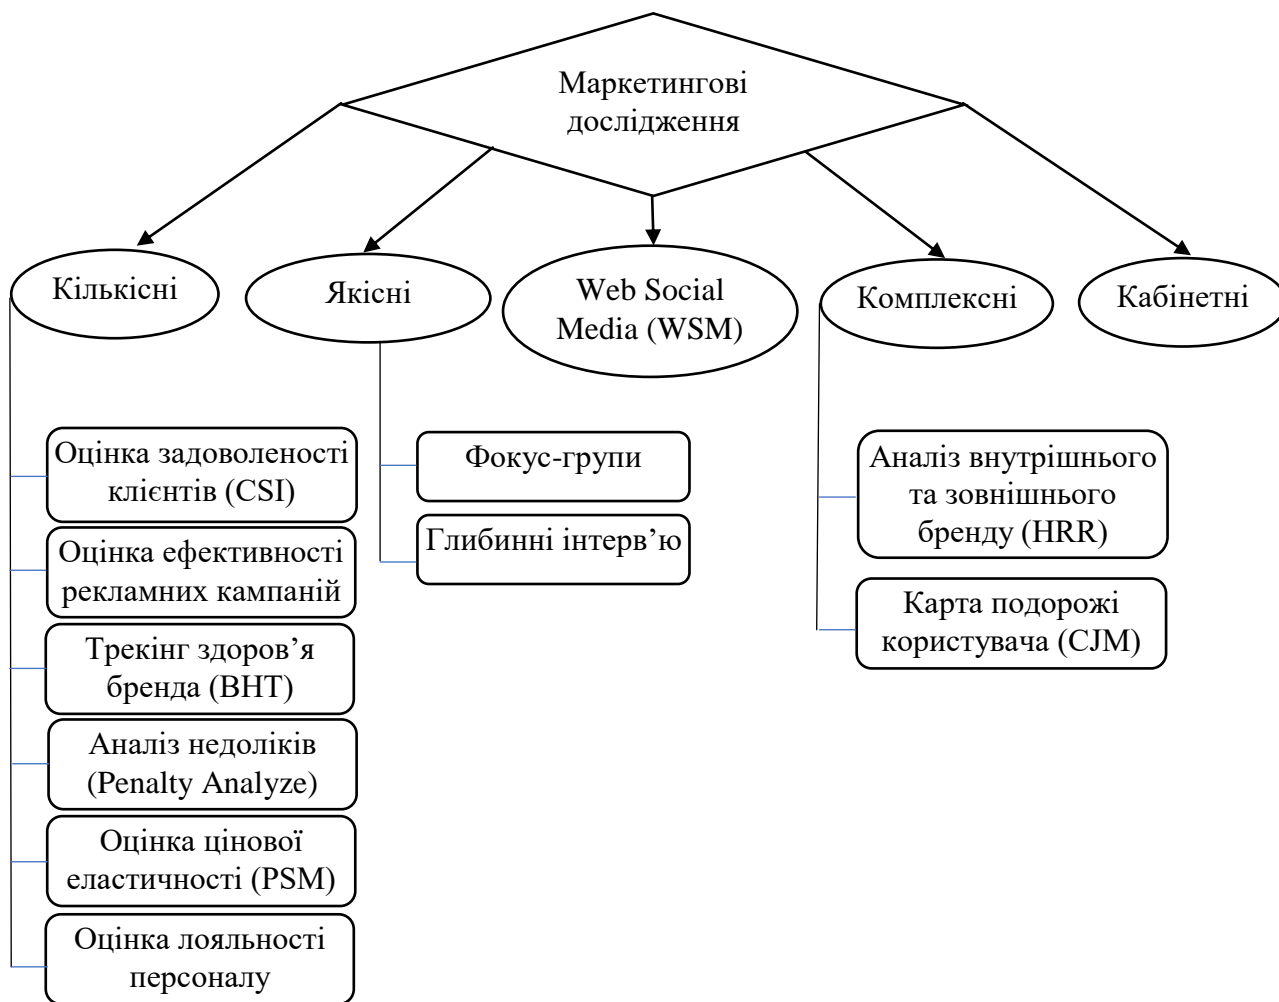 Маркетингові
дослідження
Кількісні
Якісні
Web Social
Media (WSM)
Комплексні
Кабінетні
Оцінка задоволеності
клієнтів (CSI)
Оцінка ефективності
рекламних кампаній
Трекінг здоров’я
бренда (BHT)
Аналіз недоліків
(Penalty Analyze)
Оцінка цінової
еластичності (PSM)
Оцінка лояльності
персоналу
Фокус-групи
Глибинні інтерв’ю
Аналіз внутрішнього
та зовнішнього
бренду (HRR)
Карта подорожі
користувача (CJM)